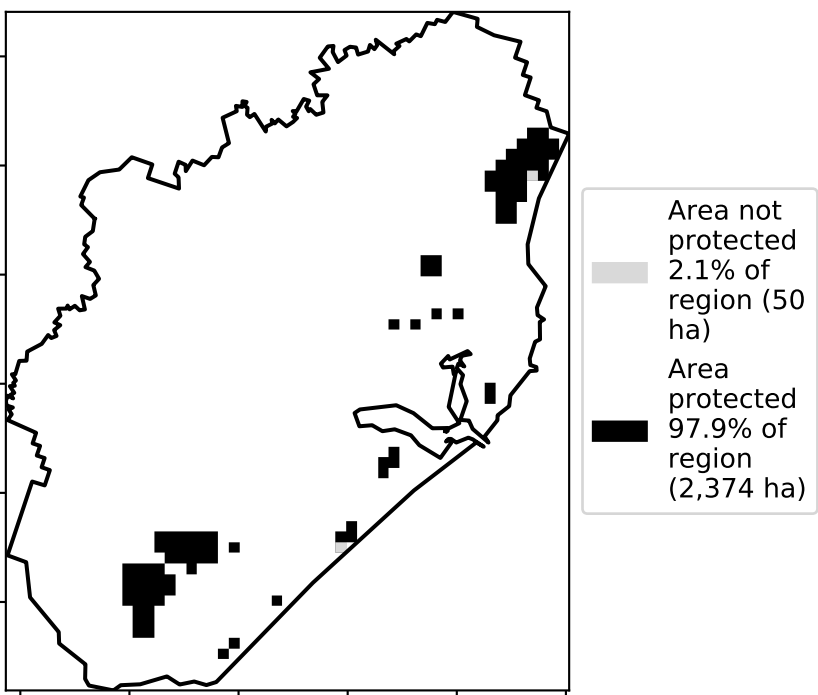 Area not
protected
2.1% of
region (50
ha)
Area
protected
97.9% of
region
(2,374 ha)